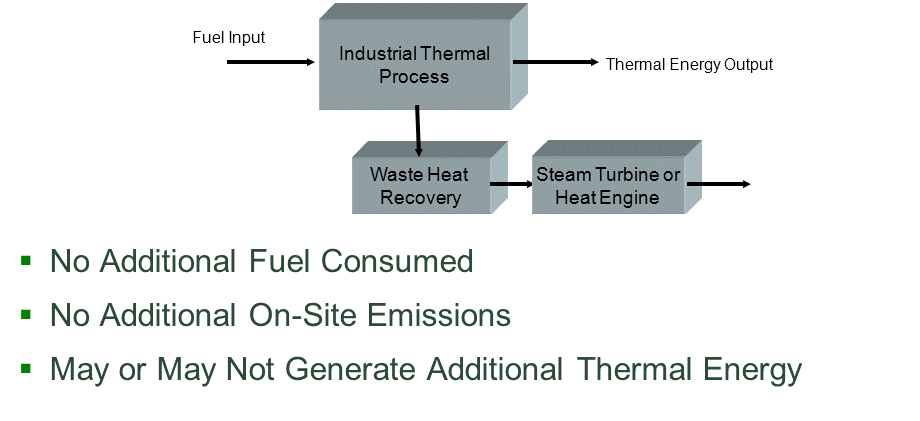 Fuel Input
Industrial Thermal
Process
Thermal Energy Output
Waste Heat
Recovery
Steam Turbine or
Heat Engine
▪ No Additional Fuel Consumed
▪ No Additional On-Site Emissions
▪ May or May Not Generate Additional Thermal Energy